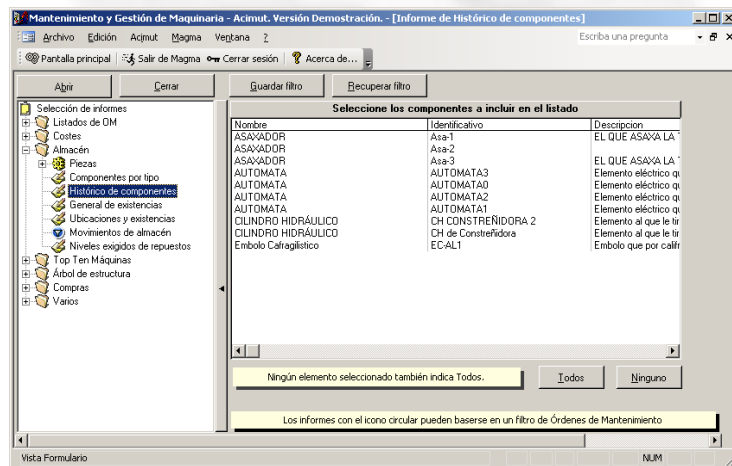 Mantenimiento y Gestión de Maquinaria - Acimut. Versión Demostración. - [Informe de Histórico de componentes]
Archivo Edición Acimut Magma Ventana ? Escriba una pregunta
Pantalla principal Salir de Magma Cerrar sesión Acerca de...
Abrir Cerrar Guardar filtro Recuperar filtro
Selección de informes
Listados de OM
Costes
Almacén
Piezas
Componentes por tipo
Histórico de componentes
General de existencias
Ubicaciones y existencias
Movimientos de almacén
Niveles exigidos de repuestos
Top Ten Máquinas
Árbol de estructura
Compras
Varios
Seleccione los componentes a incluir en el listado
Nombre Identificativo Descripcion
ASAXADOR Asa-1 EL QUE ASAXA LA
ASAXADOR Asa-2
ASAXADOR Asa-3 EL QUE ASAXA LA
AUTOMATA AUTOMATA3 Elemento eléctrico qu
AUTOMATA AUTOMATA0 Elemento eléctrico qu
AUTOMATA AUTOMATA2 Elemento eléctrico qu
AUTOMATA AUTOMATA1 Elemento eléctrico qu
CILINDRO HIDRÁULICO CH CONSTREÑIDORA 2 Elemento al que le tir
CILINDRO HIDRÁULICO CH de Constreñidora Elemento al que le tir
Embolo Cafragilistico EC-AL1 Embolo que por califr
Ningún elemento seleccionado también indica Todos. Todos Ninguno
Los informes con el icono circular pueden baserse en un filtro de Órdenes de Mantenimiento
Vista Formulario NUM